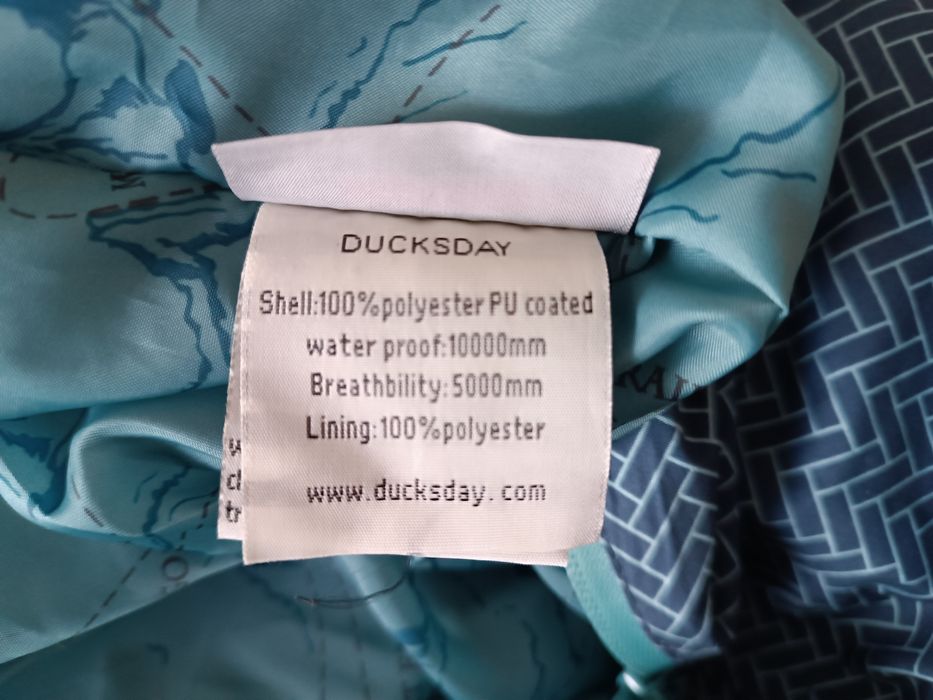 DUCKSDAY
Shell:100%polyester PU coated
water proof:10000mm
Breathbility:5000mm
Lining:100%polyester
www.ducksday.com